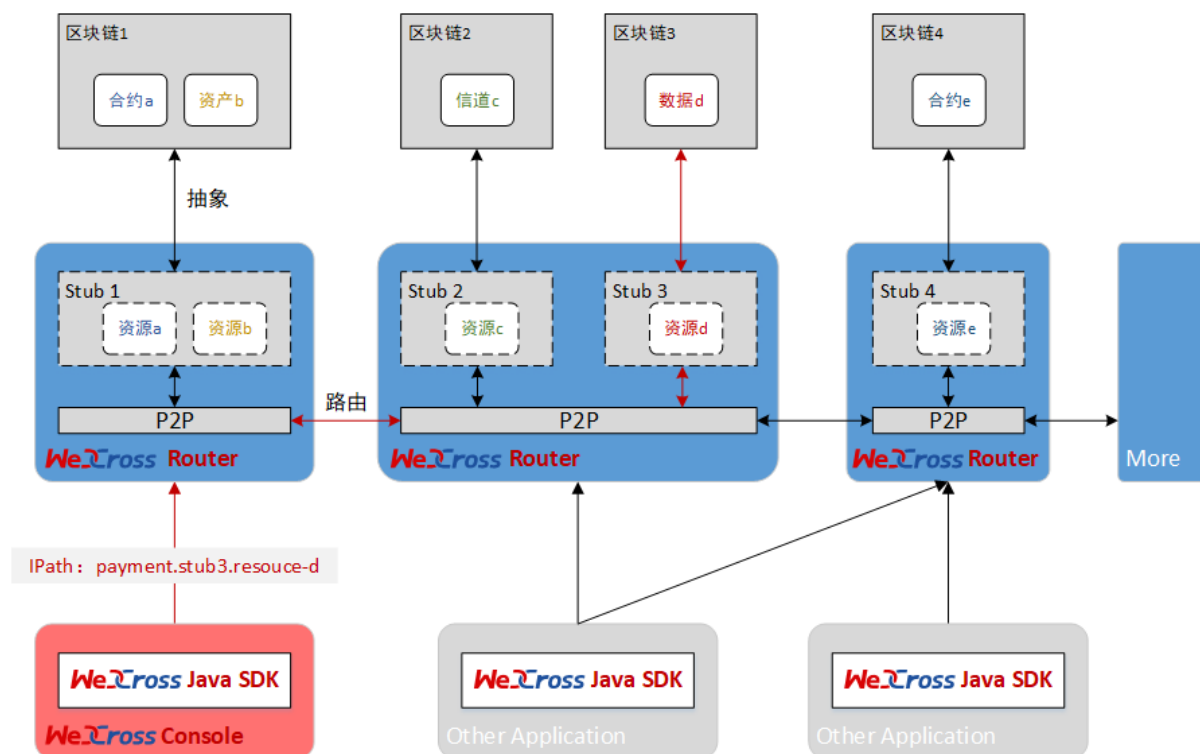 区块链1
区块链2
区块链3
区块链4
合约a
资产b
信道c
数据d
合约e
抽象
Stub 1
Stub 2
Stub 3
Stub 4
资源a
资源b
资源c
资源d
资源e
路由
P2P
P2P
P2P
WeCross Router
WeCross Router
WeCross Router
More
IPath：payment.stub3.resouce-d
WeCross Java SDK
WeCross Java SDK
WeCross Java SDK
WeCross Console
Other Application
Other Application